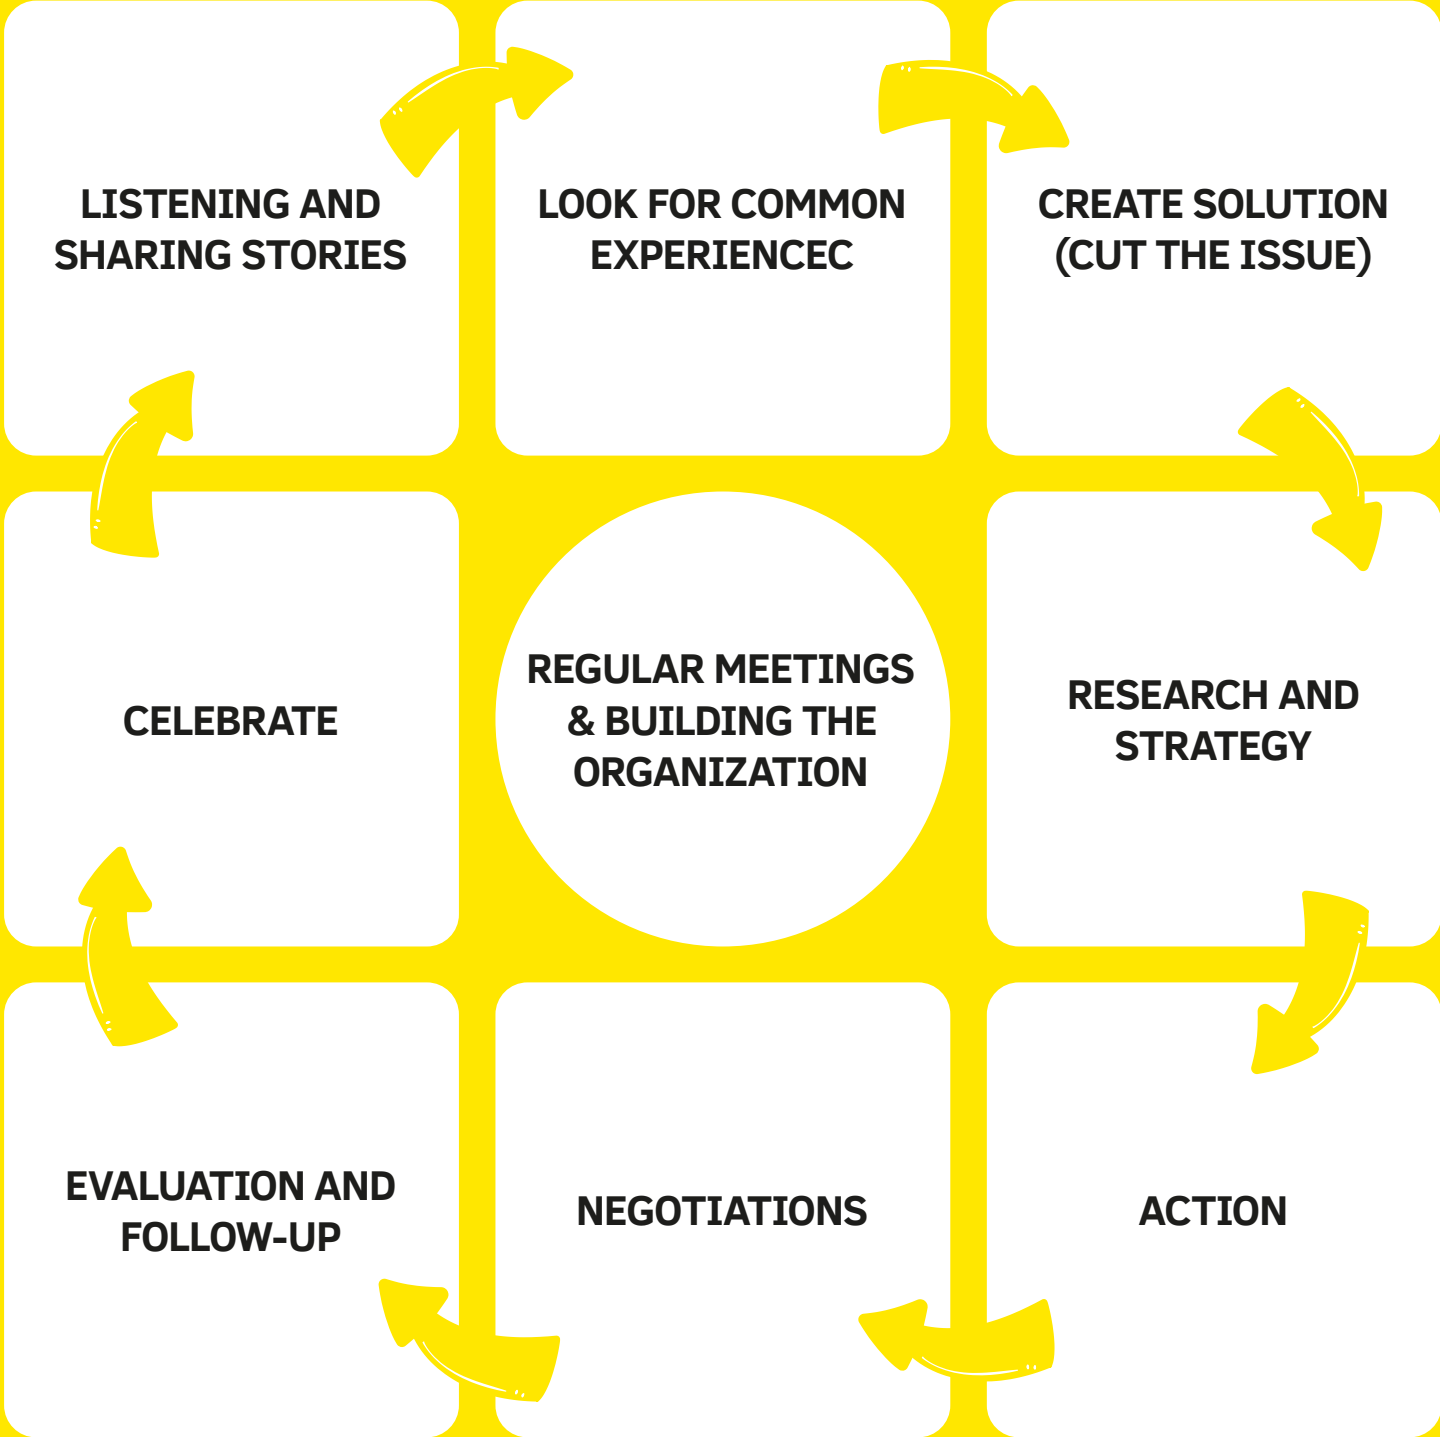 LISTENING AND
SHARING STORIES
LOOK FOR COMMON
EXPERIENCEC
CREATE SOLUTION
(CUT THE ISSUE)
CELEBRATE
REGULAR MEETINGS
& BUILDING THE
ORGANIZATION
RESEARCH AND
STRATEGY
EVALUATION AND
FOLLOW-UP
NEGOTIATIONS
ACTION